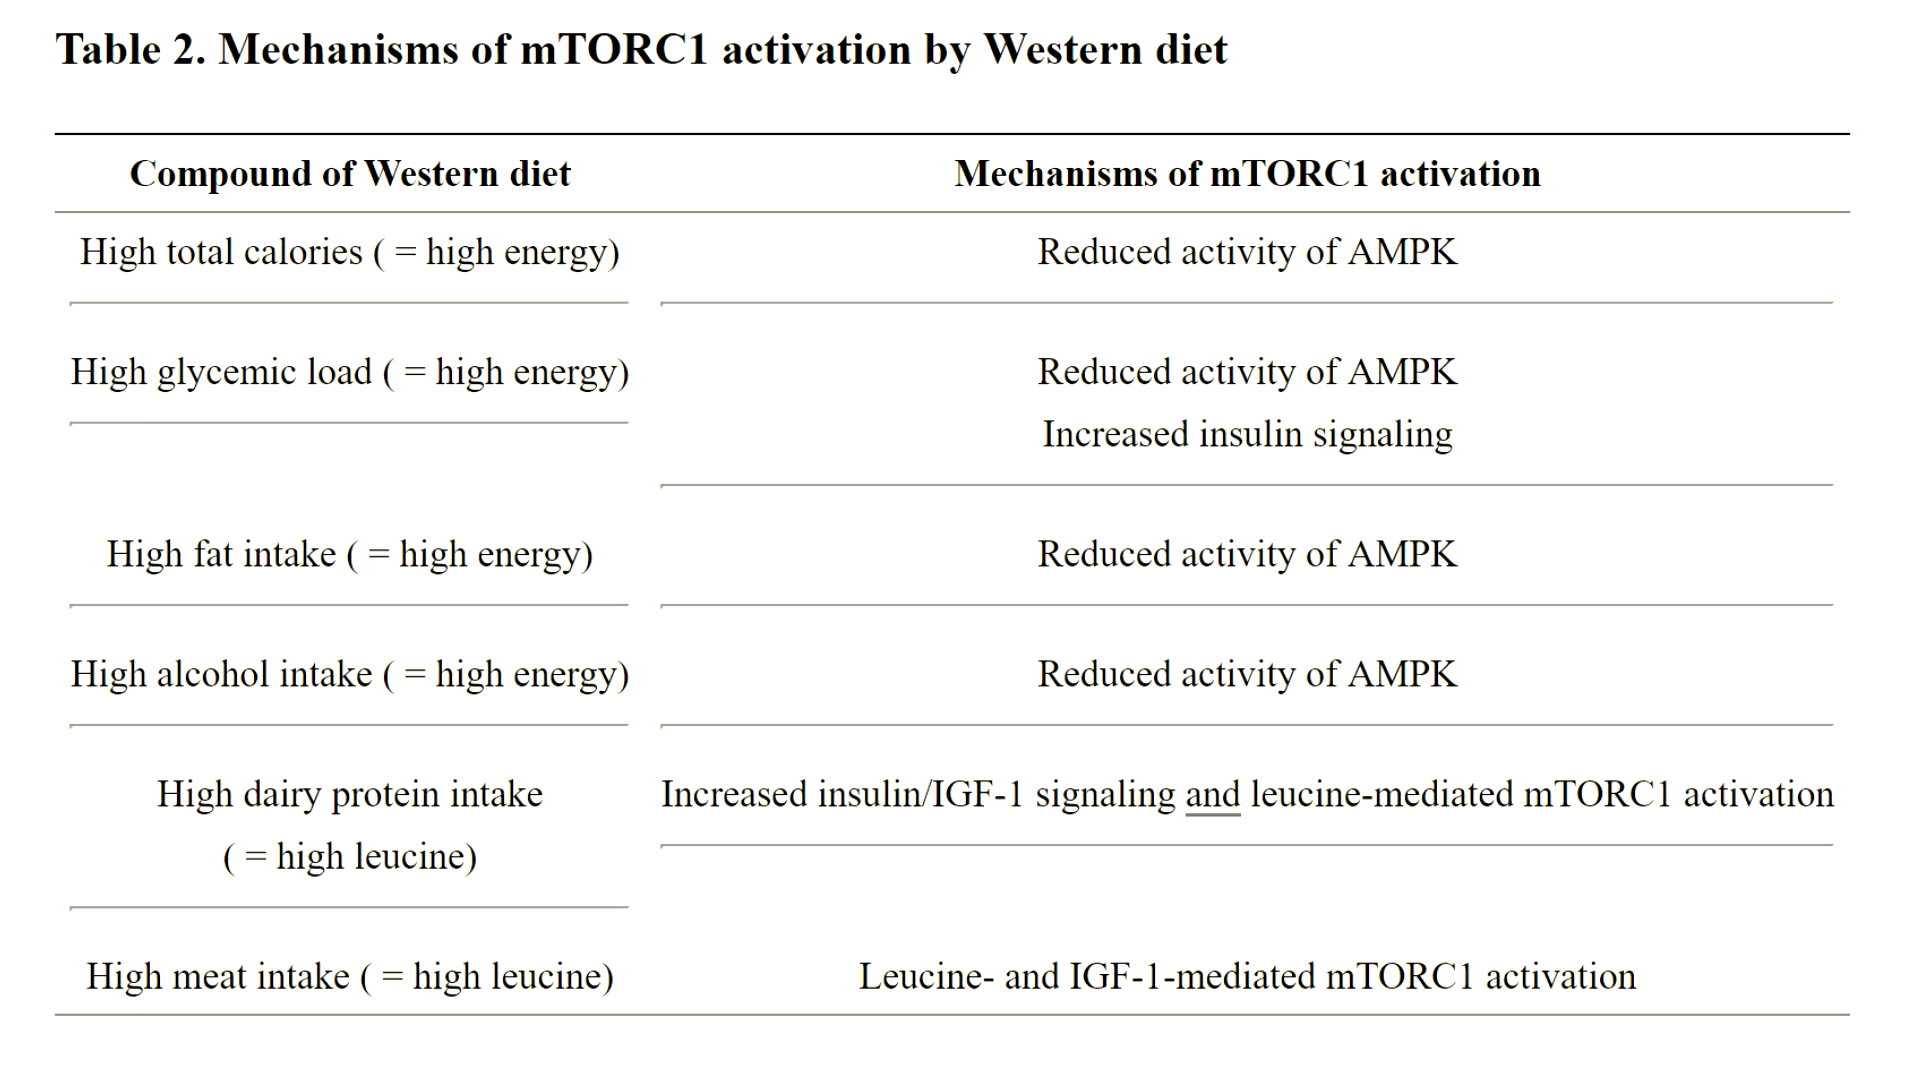 Table 2. Mechanisms of mTORC1 activation by Western diet
Compound of Western diet
Mechanisms of mTORC1 activation
High total calories ( = high energy)
Reduced activity of AMPK
High glycemic load ( = high energy)
Reduced activity of AMPK
Increased insulin signaling
High fat intake ( = high energy)
Reduced activity of AMPK
High alcohol intake ( = high energy)
Reduced activity of AMPK
High dairy protein intake
( = high leucine)
Increased insulin/IGF-1 signaling and leucine-mediated mTORC1 activation
High meat intake ( = high leucine)
Leucine- and IGF-1-mediated mTORC1 activation